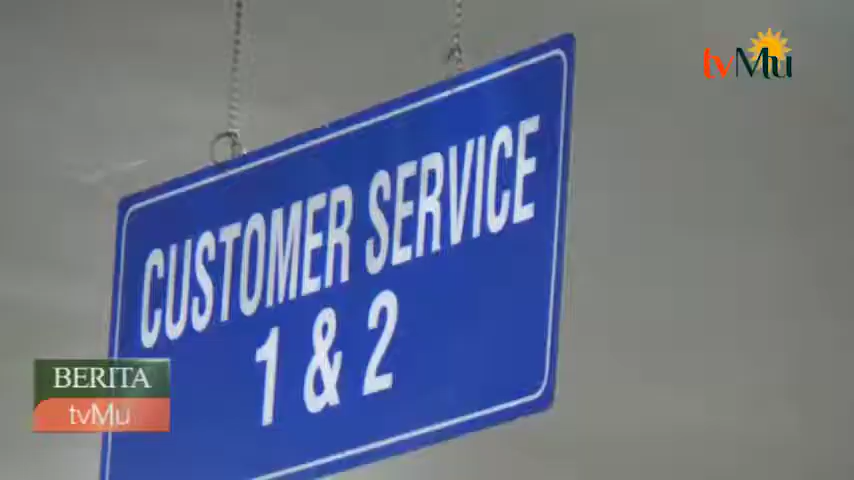 tvMu
CUSTOMER SERVICE
1 & 2
BERITA
tvMu